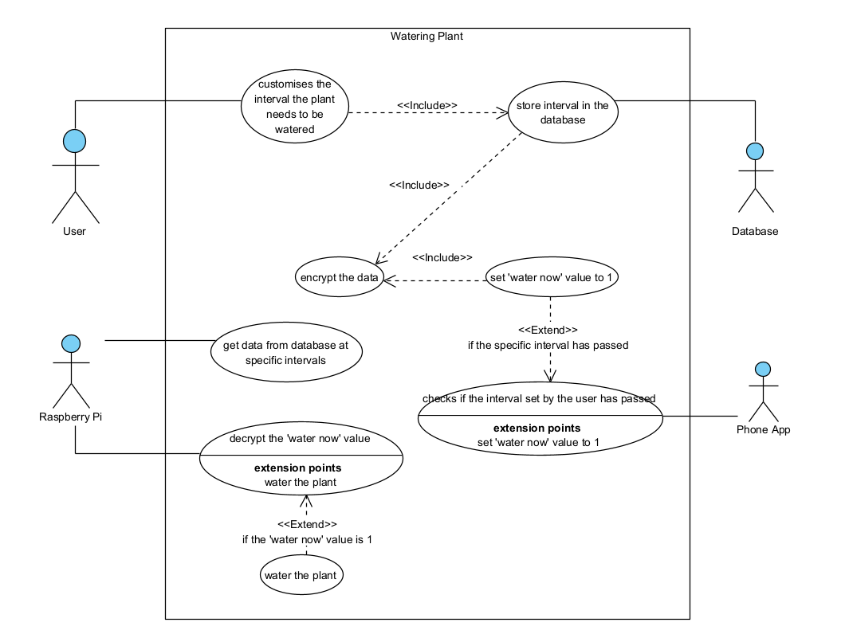 Watering Plant
customises the
interval the plant
needs to be
watered
<<Include>>
store interval in the
database
<<Include>>
User
Database
<<Include>>
encrypt the data
set 'water now' value to 1
<<Extend>>
if the specific interval has passed
get data from database at
specific intervals
checks if the interval set by the user has passed
extension points
set 'water now' value to 1
Raspberry Pi
Phone App
decrypt the 'water now' value
extension points
water the plant
<<Extend>>
if the 'water now' value is 1
water the plant